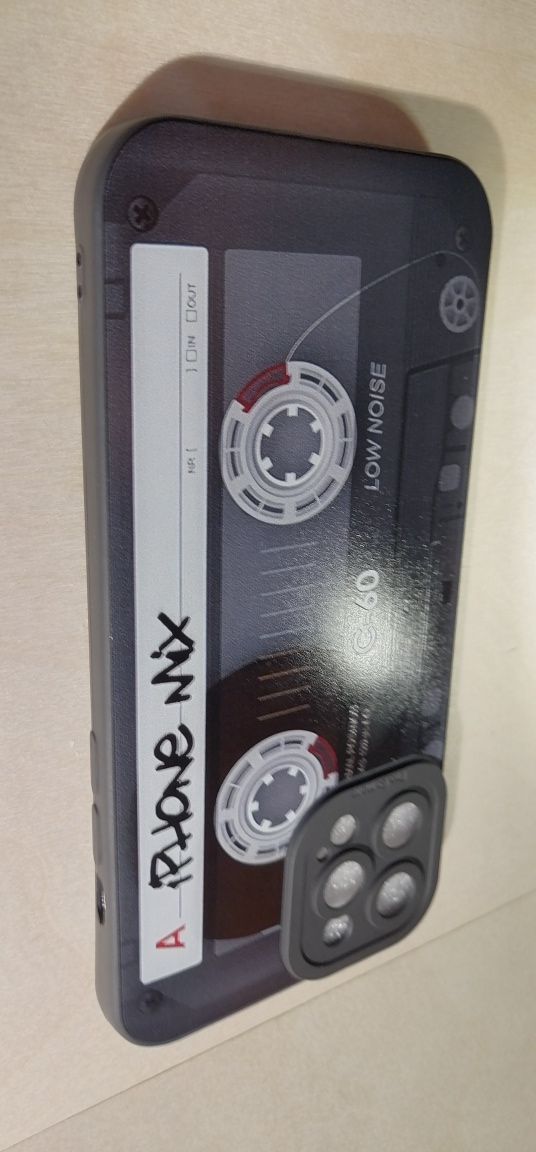 A iPHONE MIX
NR [ ] □ IN □ OUT
C-60
LOW NOISE